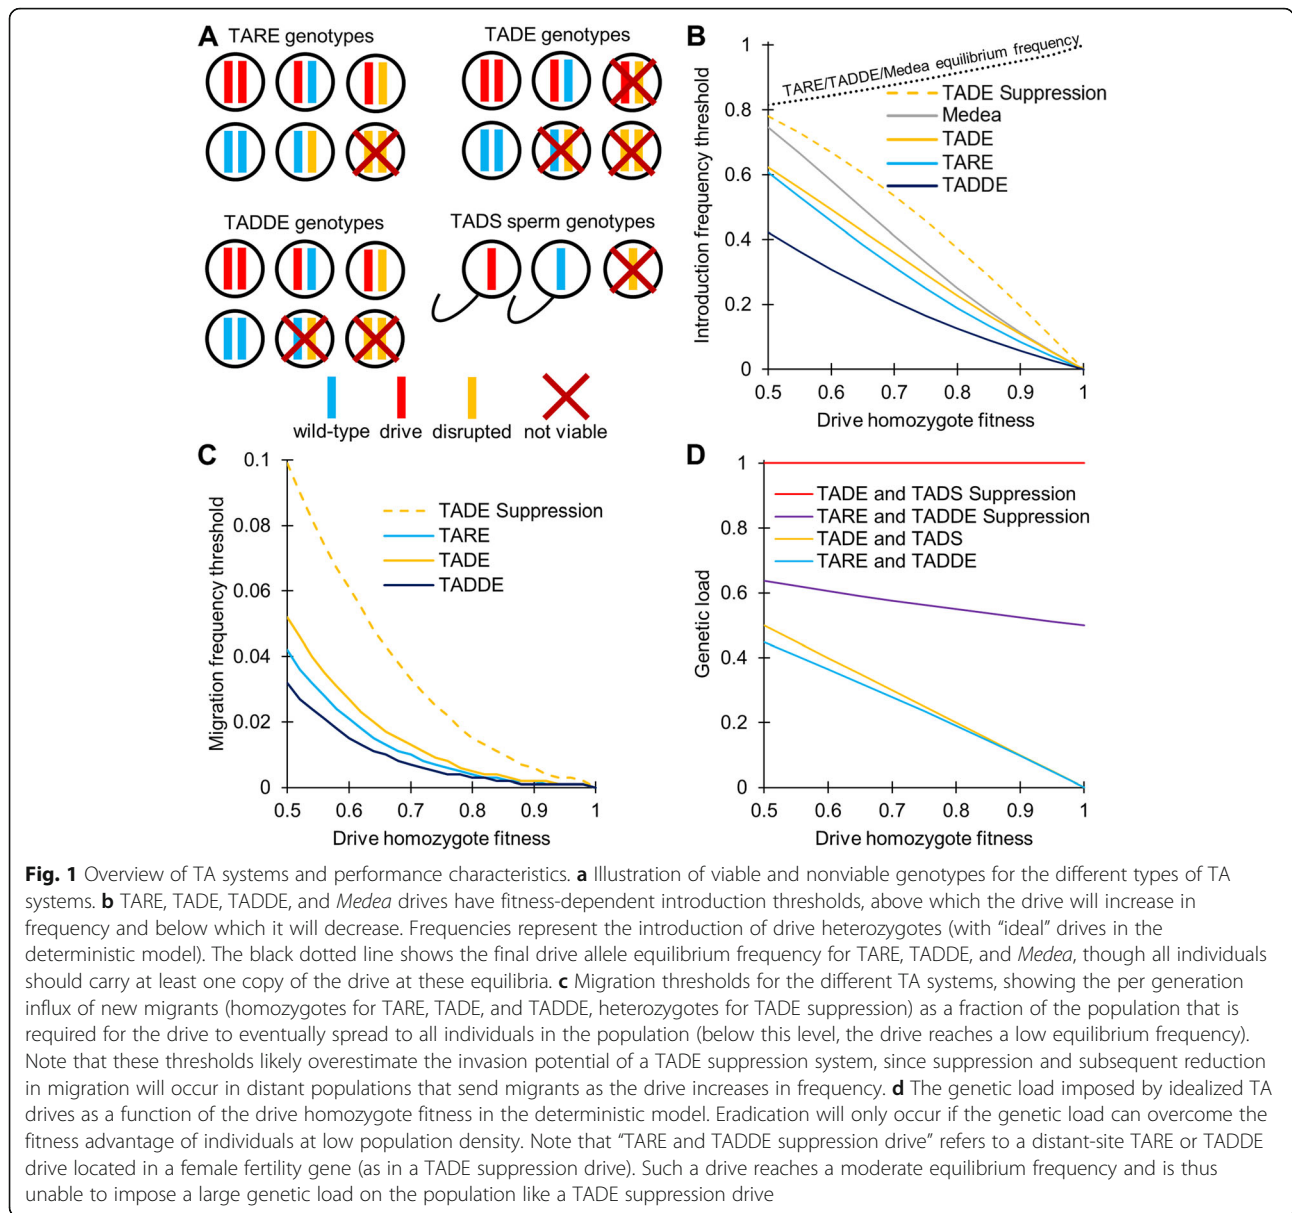 A
TARE genotypes
TADE genotypes
TADDE genotypes
TADS sperm genotypes
wild-type drive disrupted not viable
B
Introduction frequency threshold
1
0.8
0.6
0.4
0.2
0
TARE/TADDE/Medea equilibrium frequency
TADE Suppression
Medea
TADE
TARE
TADDE
0.5 0.6 0.7 0.8 0.9 1
Drive homozygote fitness
C
Migration frequency threshold
0.1
0.08
0.06
0.04
0.02
0
TADE Suppression
TARE
TADE
TADDE
0.5 0.6 0.7 0.8 0.9 1
Drive homozygote fitness
D
Genetic load
1
0.8
0.6
0.4
0.2
0
TADE and TADS Suppression
TARE and TADDE Suppression
TADE and TADS
TARE and TADDE
0.5 0.6 0.7 0.8 0.9 1
Drive homozygote fitness
Fig. 1 Overview of TA systems and performance characteristics. a Illustration of viable and nonviable genotypes for the different types of TA
systems. b TARE, TADE, TADDE, and Medea drives have fitness-dependent introduction thresholds, above which the drive will increase in
frequency and below which it will decrease. Frequencies represent the introduction of drive heterozygotes (with “ideal” drives in the
deterministic model). The black dotted line shows the final drive allele equilibrium frequency for TARE, TADDE, and Medea, though all individuals
should carry at least one copy of the drive at these equilibria. c Migration thresholds for the different TA systems, showing the per generation
influx of new migrants (homozygotes for TARE, TADE, and TADDE, heterozygotes for TADE suppression) as a fraction of the population that is
required for the drive to eventually spread to all individuals in the population (below this level, the drive reaches a low equilibrium frequency).
Note that these thresholds likely overestimate the invasion potential of a TADE suppression system, since suppression and subsequent reduction
in migration will occur in distant populations that send migrants as the drive increases in frequency. d The genetic load imposed by idealized TA
drives as a function of the drive homozygote fitness in the deterministic model. Eradication will only occur if the genetic load can overcome the
fitness advantage of individuals at low population density. Note that “TARE and TADDE suppression drive” refers to a distant-site TARE or TADDE
drive located in a female fertility gene (as in a TADE suppression drive). Such a drive reaches a moderate equilibrium frequency and is thus
unable to impose a large genetic load on the population like a TADE suppression drive